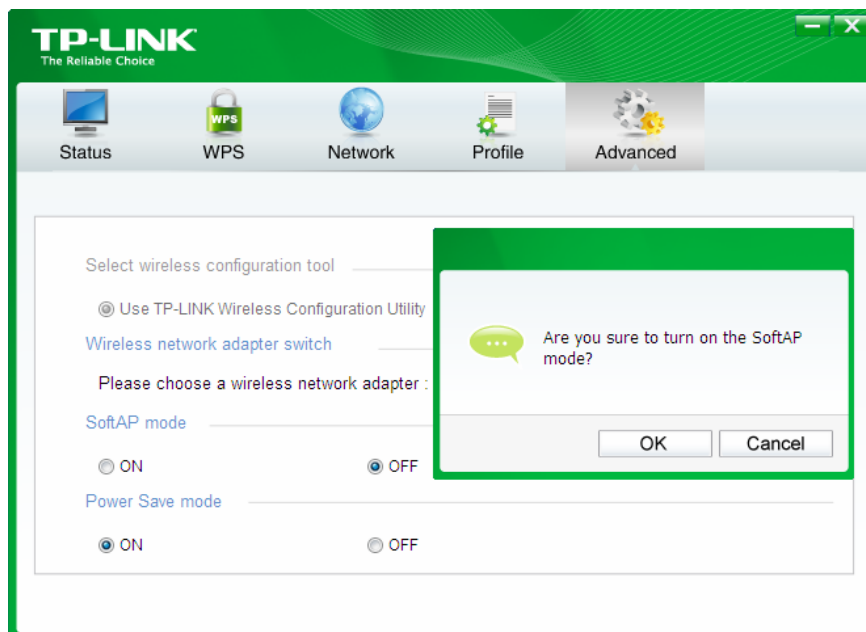 TP-LINK
The Reliable Choice
WPS
Status
WPS
Network
Profile
Advanced
Select wireless configuration tool
Use TP-LINK Wireless Configuration Utility
Wireless network adapter switch
Please choose a wireless network adapter :
SoftAP mode
ON
OFF
Power Save mode
ON
OFF
Are you sure to turn on the SoftAP
mode?
OK
Cancel